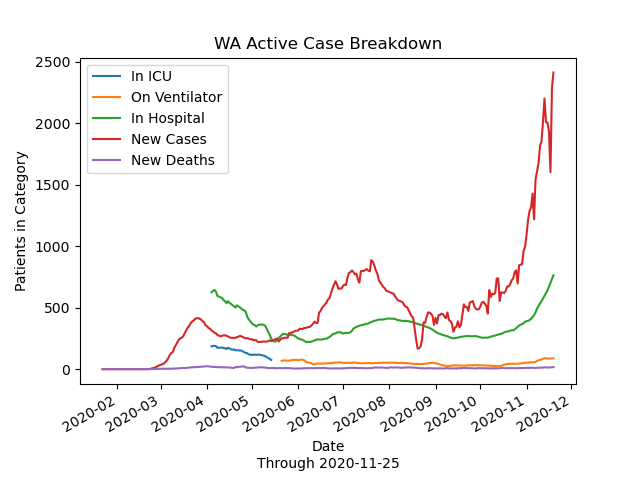 WA Active Case Breakdown
In ICU
On Ventilator
In Hospital
New Cases
New Deaths
Patients in Category
2500
2000
1500
1000
500
0
2020-02
2020-03
2020-04
2020-05
2020-06
2020-07
2020-08
2020-09
2020-10
2020-11
2020-12
Date
Through 2020-11-25